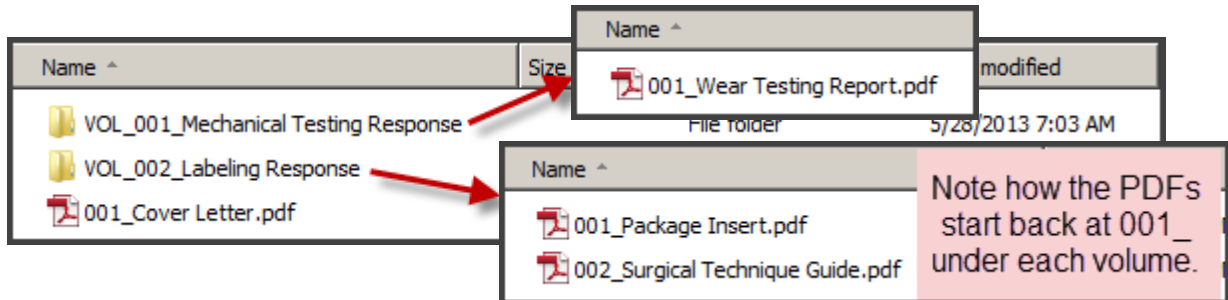 Name
Size
modified
VOL_001_Mechanical Testing Response
File folder
5/28/2013 7:03 AM
VOL_002_Labeling Response
001_Cover Letter.pdf
Name
001_Wear Testing Report.pdf
Name
001_Package Insert.pdf
002_Surgical Technique Guide.pdf
Note how the PDFs
start back at 001_
under each volume.